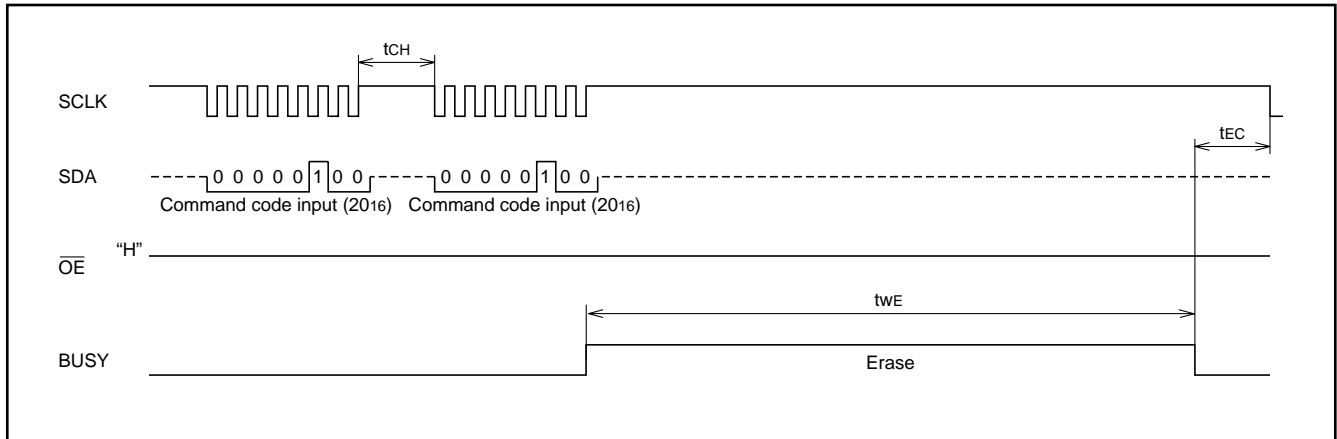 tCH
SCLK
tEC
SDA
0 0 0 0 0 1 0 0
0 0 0 0 0 1 0 0
Command code input (2016)
Command code input (2016)
"H"
OE
tWE
BUSY
Erase